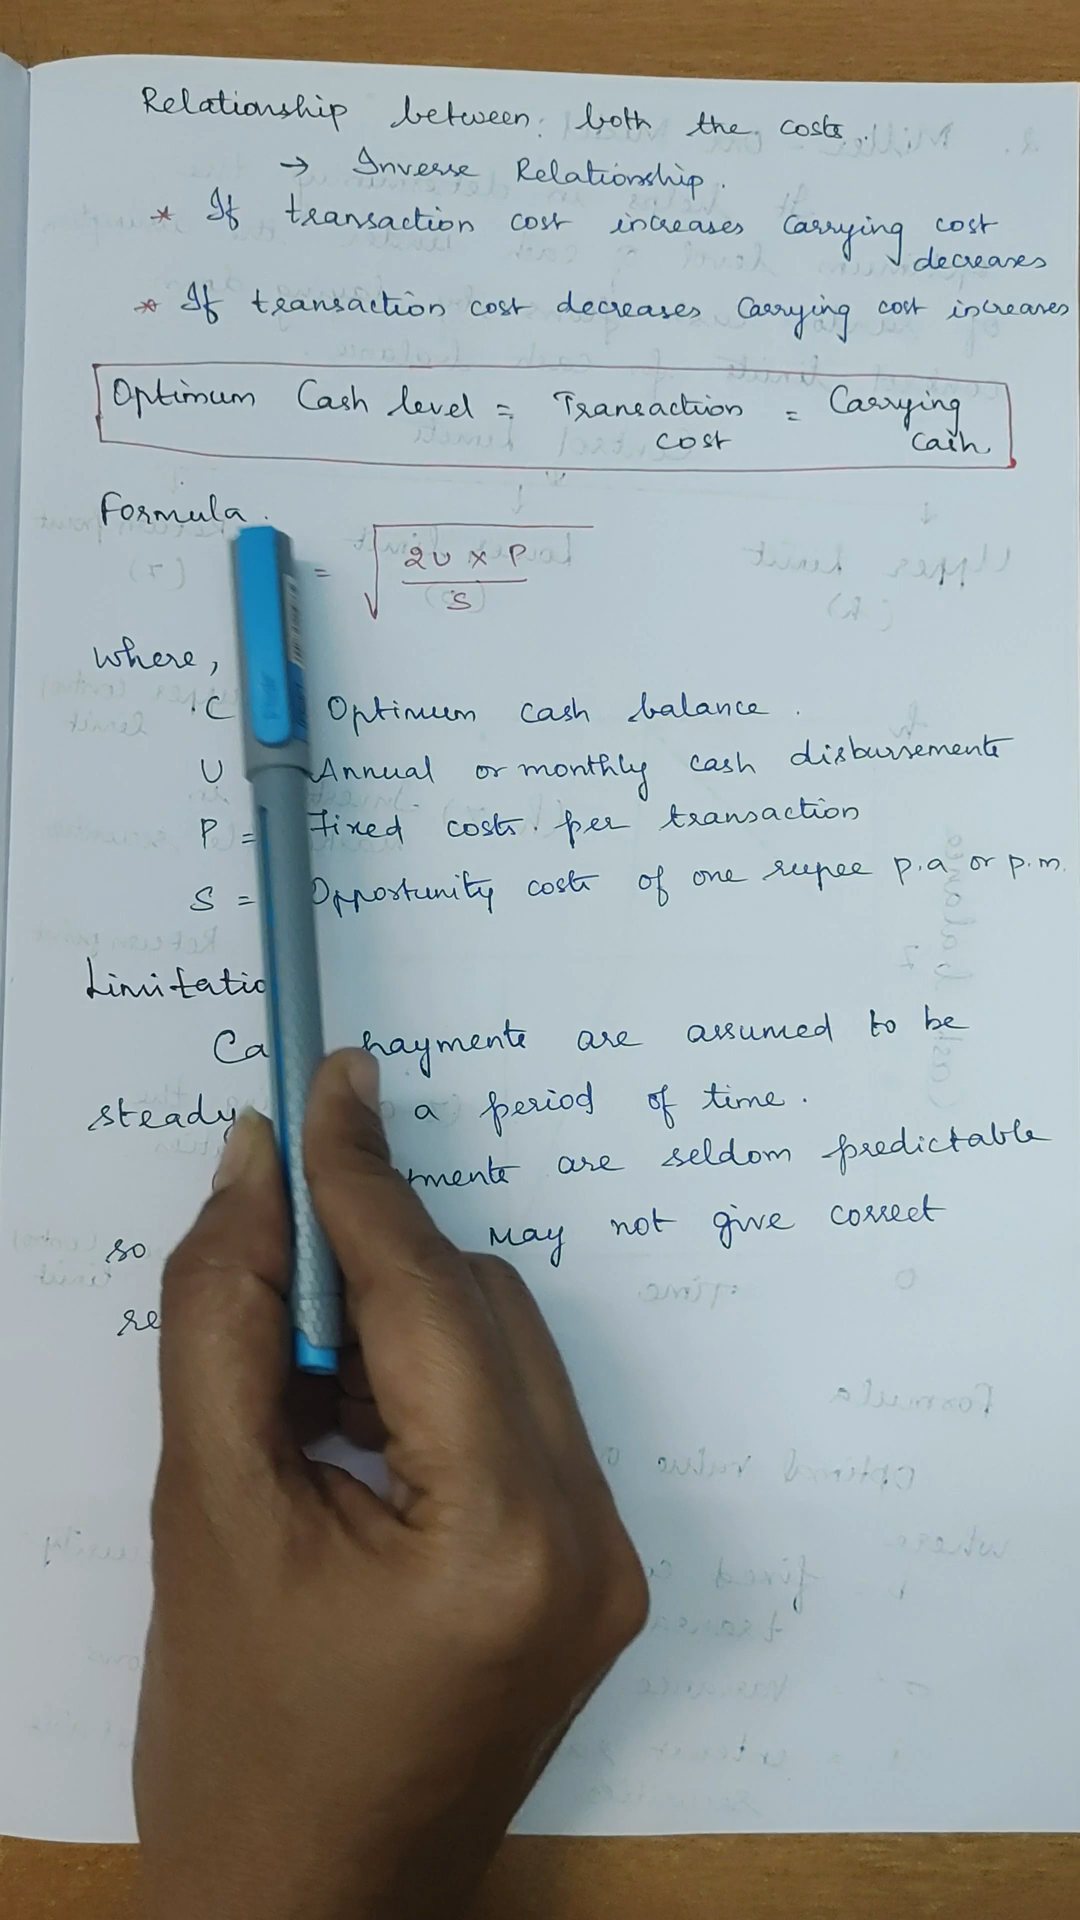 Relationship between both the costs.
→ Inverse Relationship.
* If transaction cost increases Carrying cost
decreases
* If transaction cost decreases Carrying cost increases
Optimum Cash level = Transaction = Carrying
cost cash.
Formula.
= √ 2U x P
S
where,
C Optimum cash balance.
U Annual or monthly cash disbursements
P = Fixed costs per transaction
S = Opportunity costs of one rupee p.a or p.m.
payments are assumed to be
steady a period of time.
are seldom predictable
so may not give correct